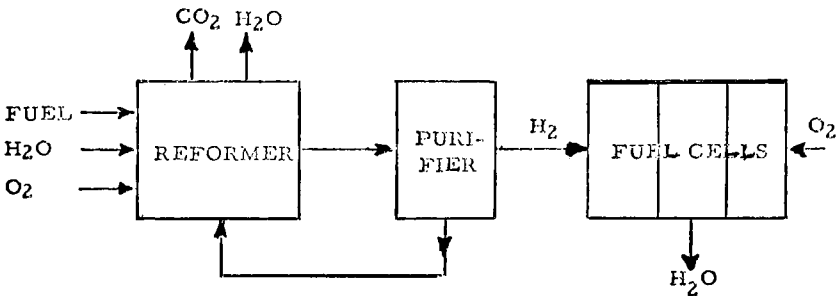 CO₂ H₂O
FUEL
H₂O
O₂
REFORMER
PURI-
FIER
H₂
FUEL CELLS
O₂
H₂O